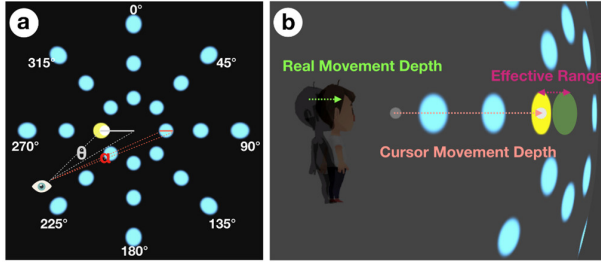 a
0°
315°
45°
270°
θ
α
90°
225°
135°
180°
b
Real Movement Depth
Effective Range
Cursor Movement Depth